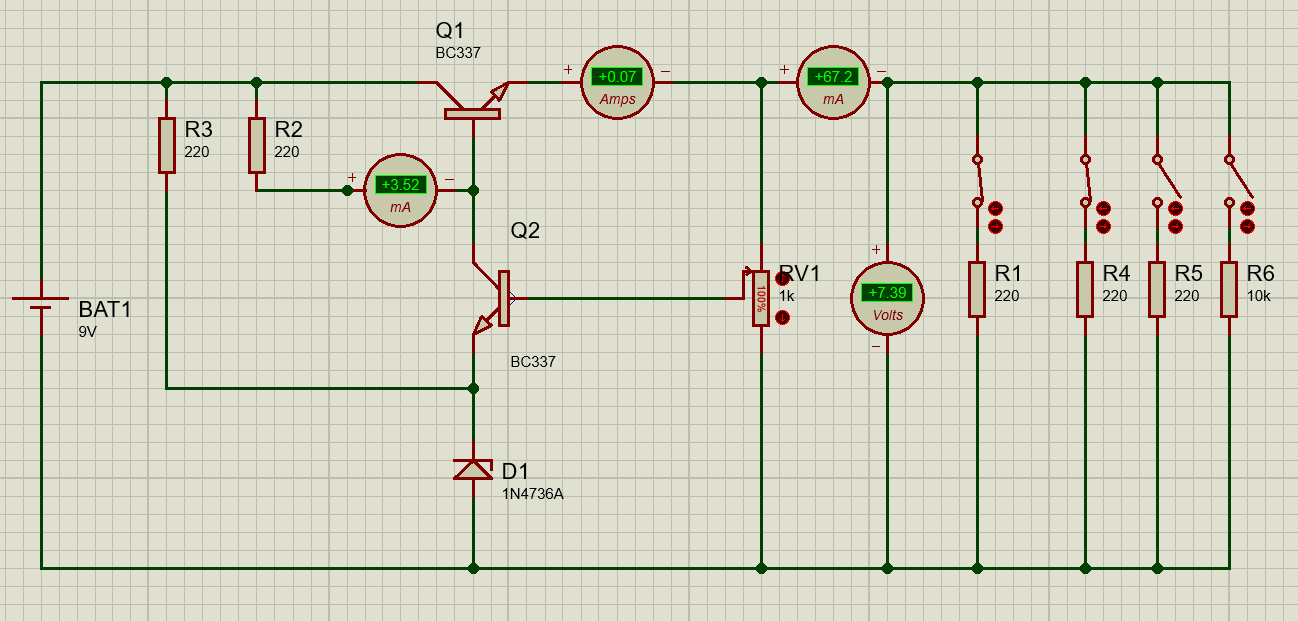 Q1
BC337
+
+0.07
Amps
−
+
+67.2
mA
−
R3
220
R2
220
+
+3.52
mA
−
Q2
BC337
BAT1
9V
RV1
1k
100%
+
+7.39
Volts
−
R1
220
R4
220
R5
220
R6
10k
D1
1N4736A